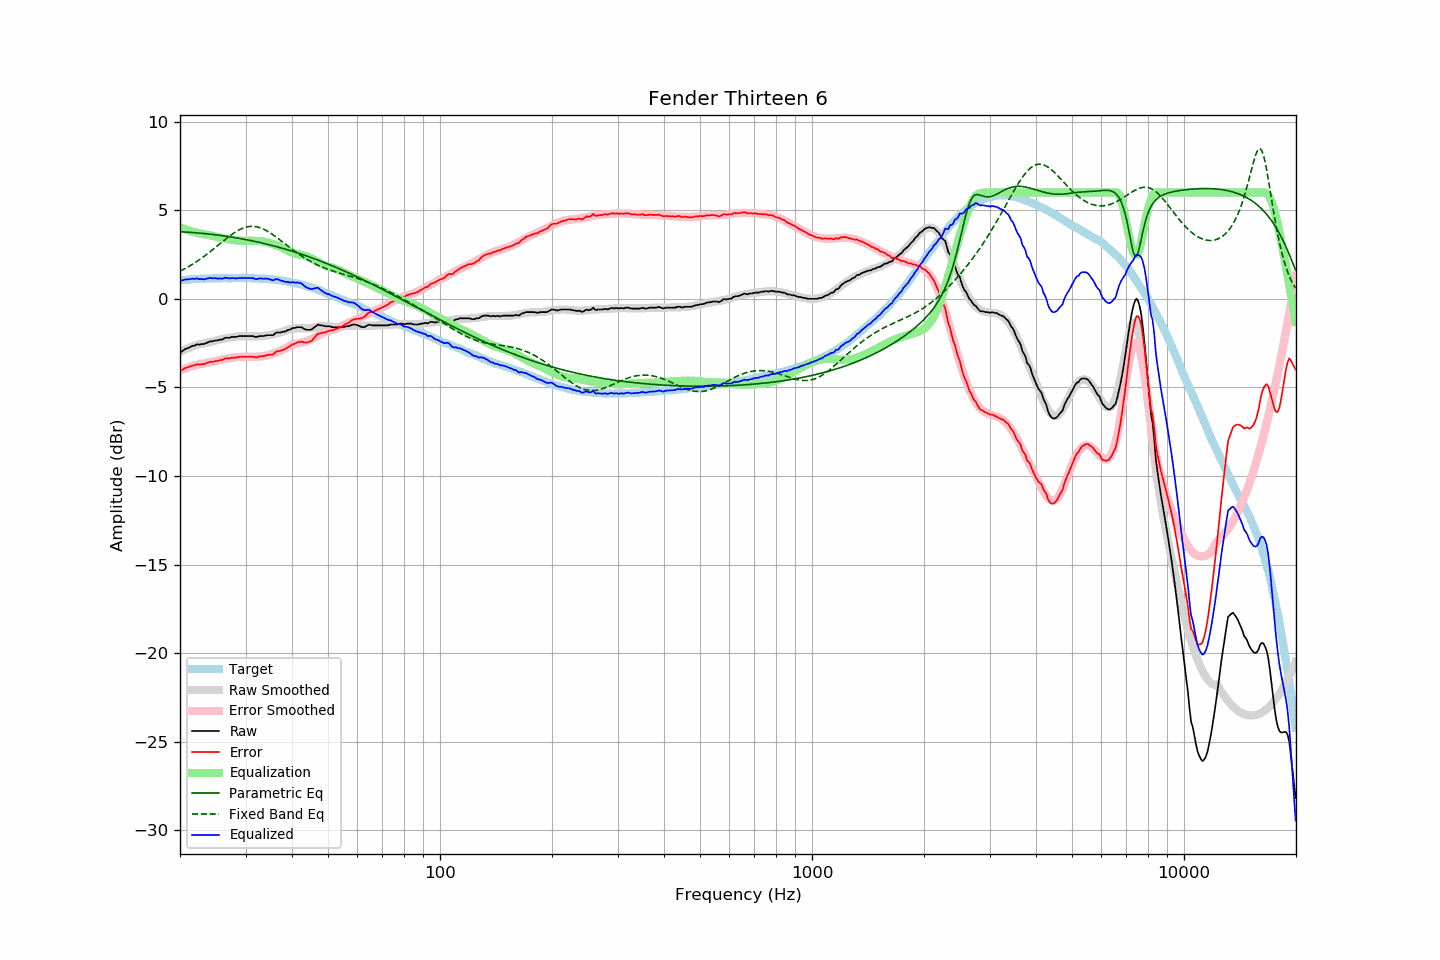 Fender Thirteen 6
10
5
0
−5
−10
−15
−20
−25
−30
Amplitude (dBr)
Target
Raw Smoothed
Error Smoothed
Raw
Error
Equalization
Parametric Eq
Fixed Band Eq
Equalized
100
1000
10000
Frequency (Hz)